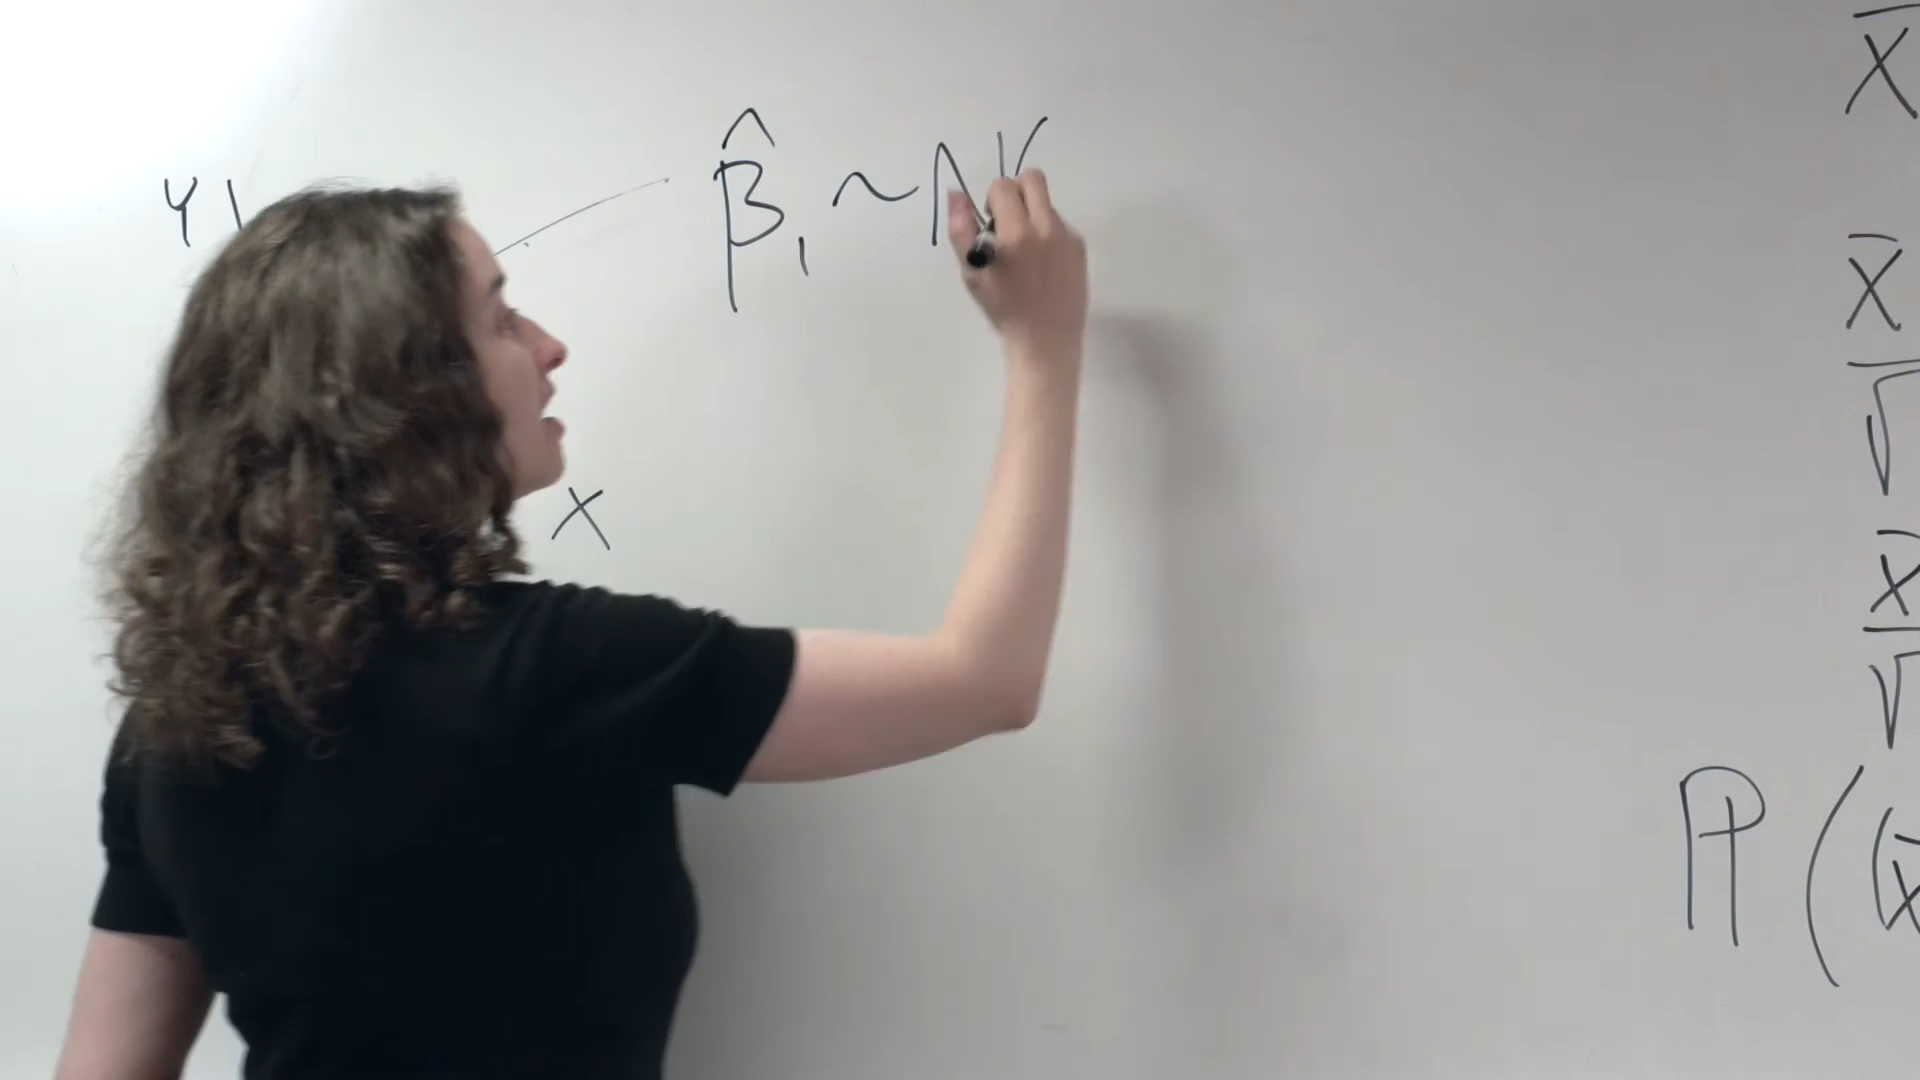 Y
β̂₁ ~ N(
X
X̄
X̄
√
X̄
√
ℙ ( (X̄